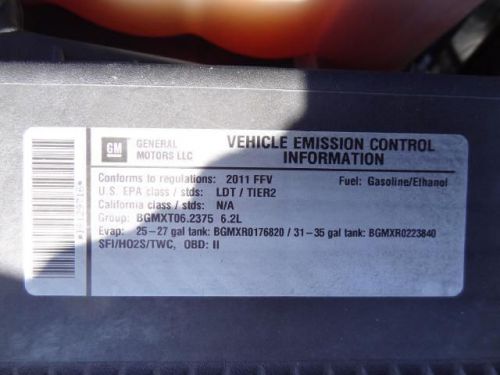 GM
GENERAL MOTORS LLC
VEHICLE EMISSION CONTROL INFORMATION
Conforms to regulations: 2011 FFV Fuel: Gasoline/Ethanol
U.S. EPA class / stds: LDT / TIER2
California class / stds: N/A
Group: BGMXT06.2375 6.2L
Evap: 25-27 gal tank: BGMXR0176820 / 31-35 gal tank: BGMXR0223840
SFI/HO2S/TWC, OBD: II